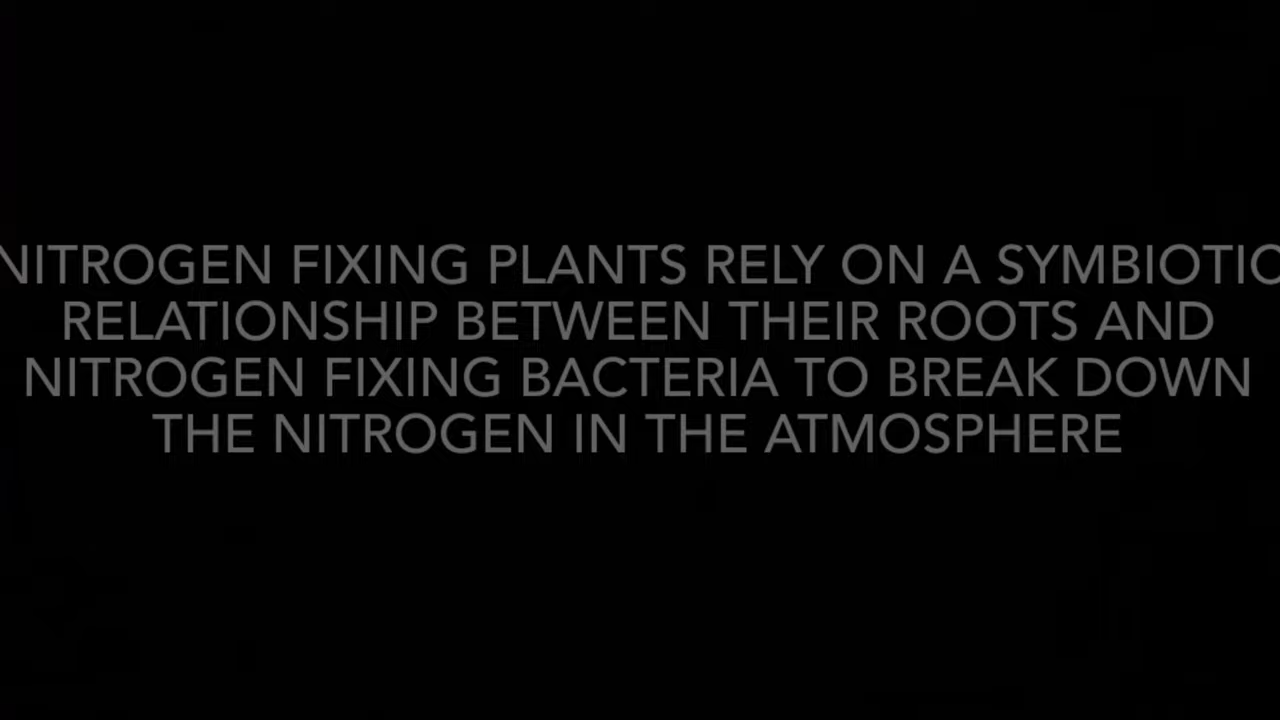 NITROGEN FIXING PLANTS RELY ON A SYMBIOTIC
RELATIONSHIP BETWEEN THEIR ROOTS AND
NITROGEN FIXING BACTERIA TO BREAK DOWN
THE NITROGEN IN THE ATMOSPHERE